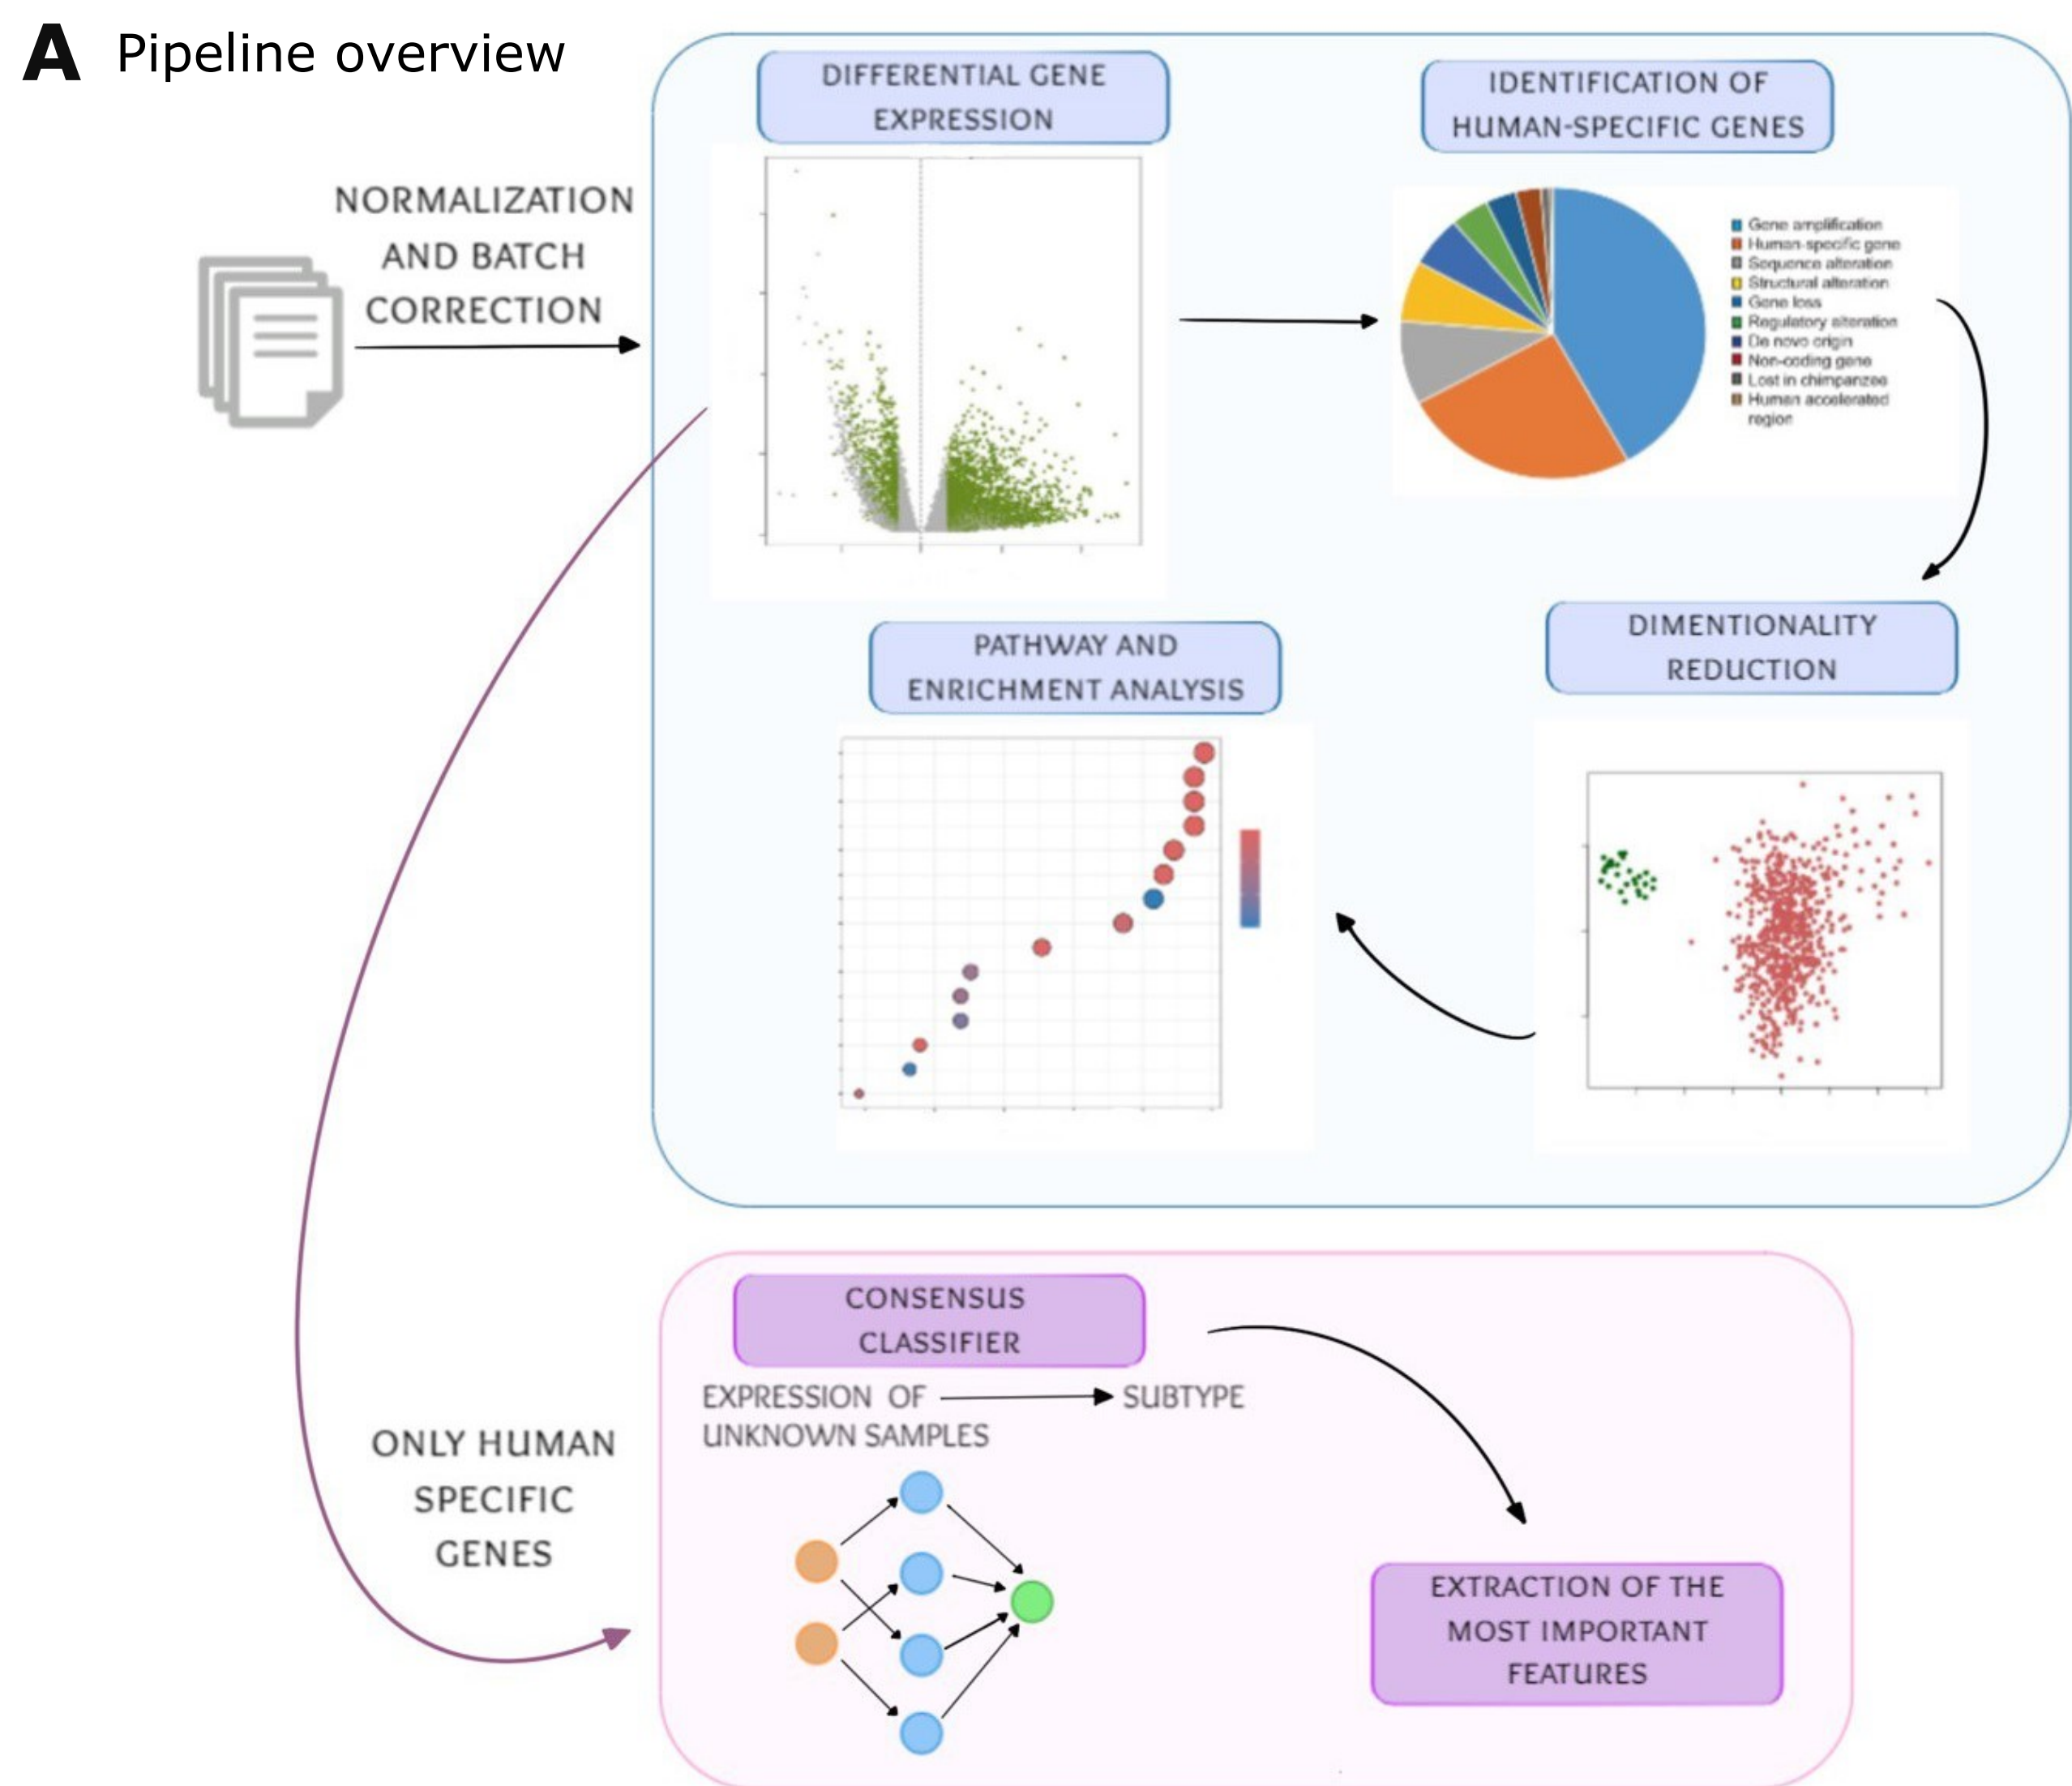 A Pipeline overview
NORMALIZATION
AND BATCH
CORRECTION
DIFFERENTIAL GENE
EXPRESSION
IDENTIFICATION OF
HUMAN-SPECIFIC GENES
Gene amplification
Human-specific gene
Sequence alteration
Structural alteration
Gene loss
Regulatory alteration
De novo origin
Non-coding gene
Lost in chimpanzee
Human accelerated
region
DIMENTIONALITY
REDUCTION
PATHWAY AND
ENRICHMENT ANALYSIS
ONLY HUMAN
SPECIFIC
GENES
CONSENSUS
CLASSIFIER
EXPRESSION OF
UNKNOWN SAMPLES
SUBTYPE
EXTRACTION OF THE
MOST IMPORTANT
FEATURES